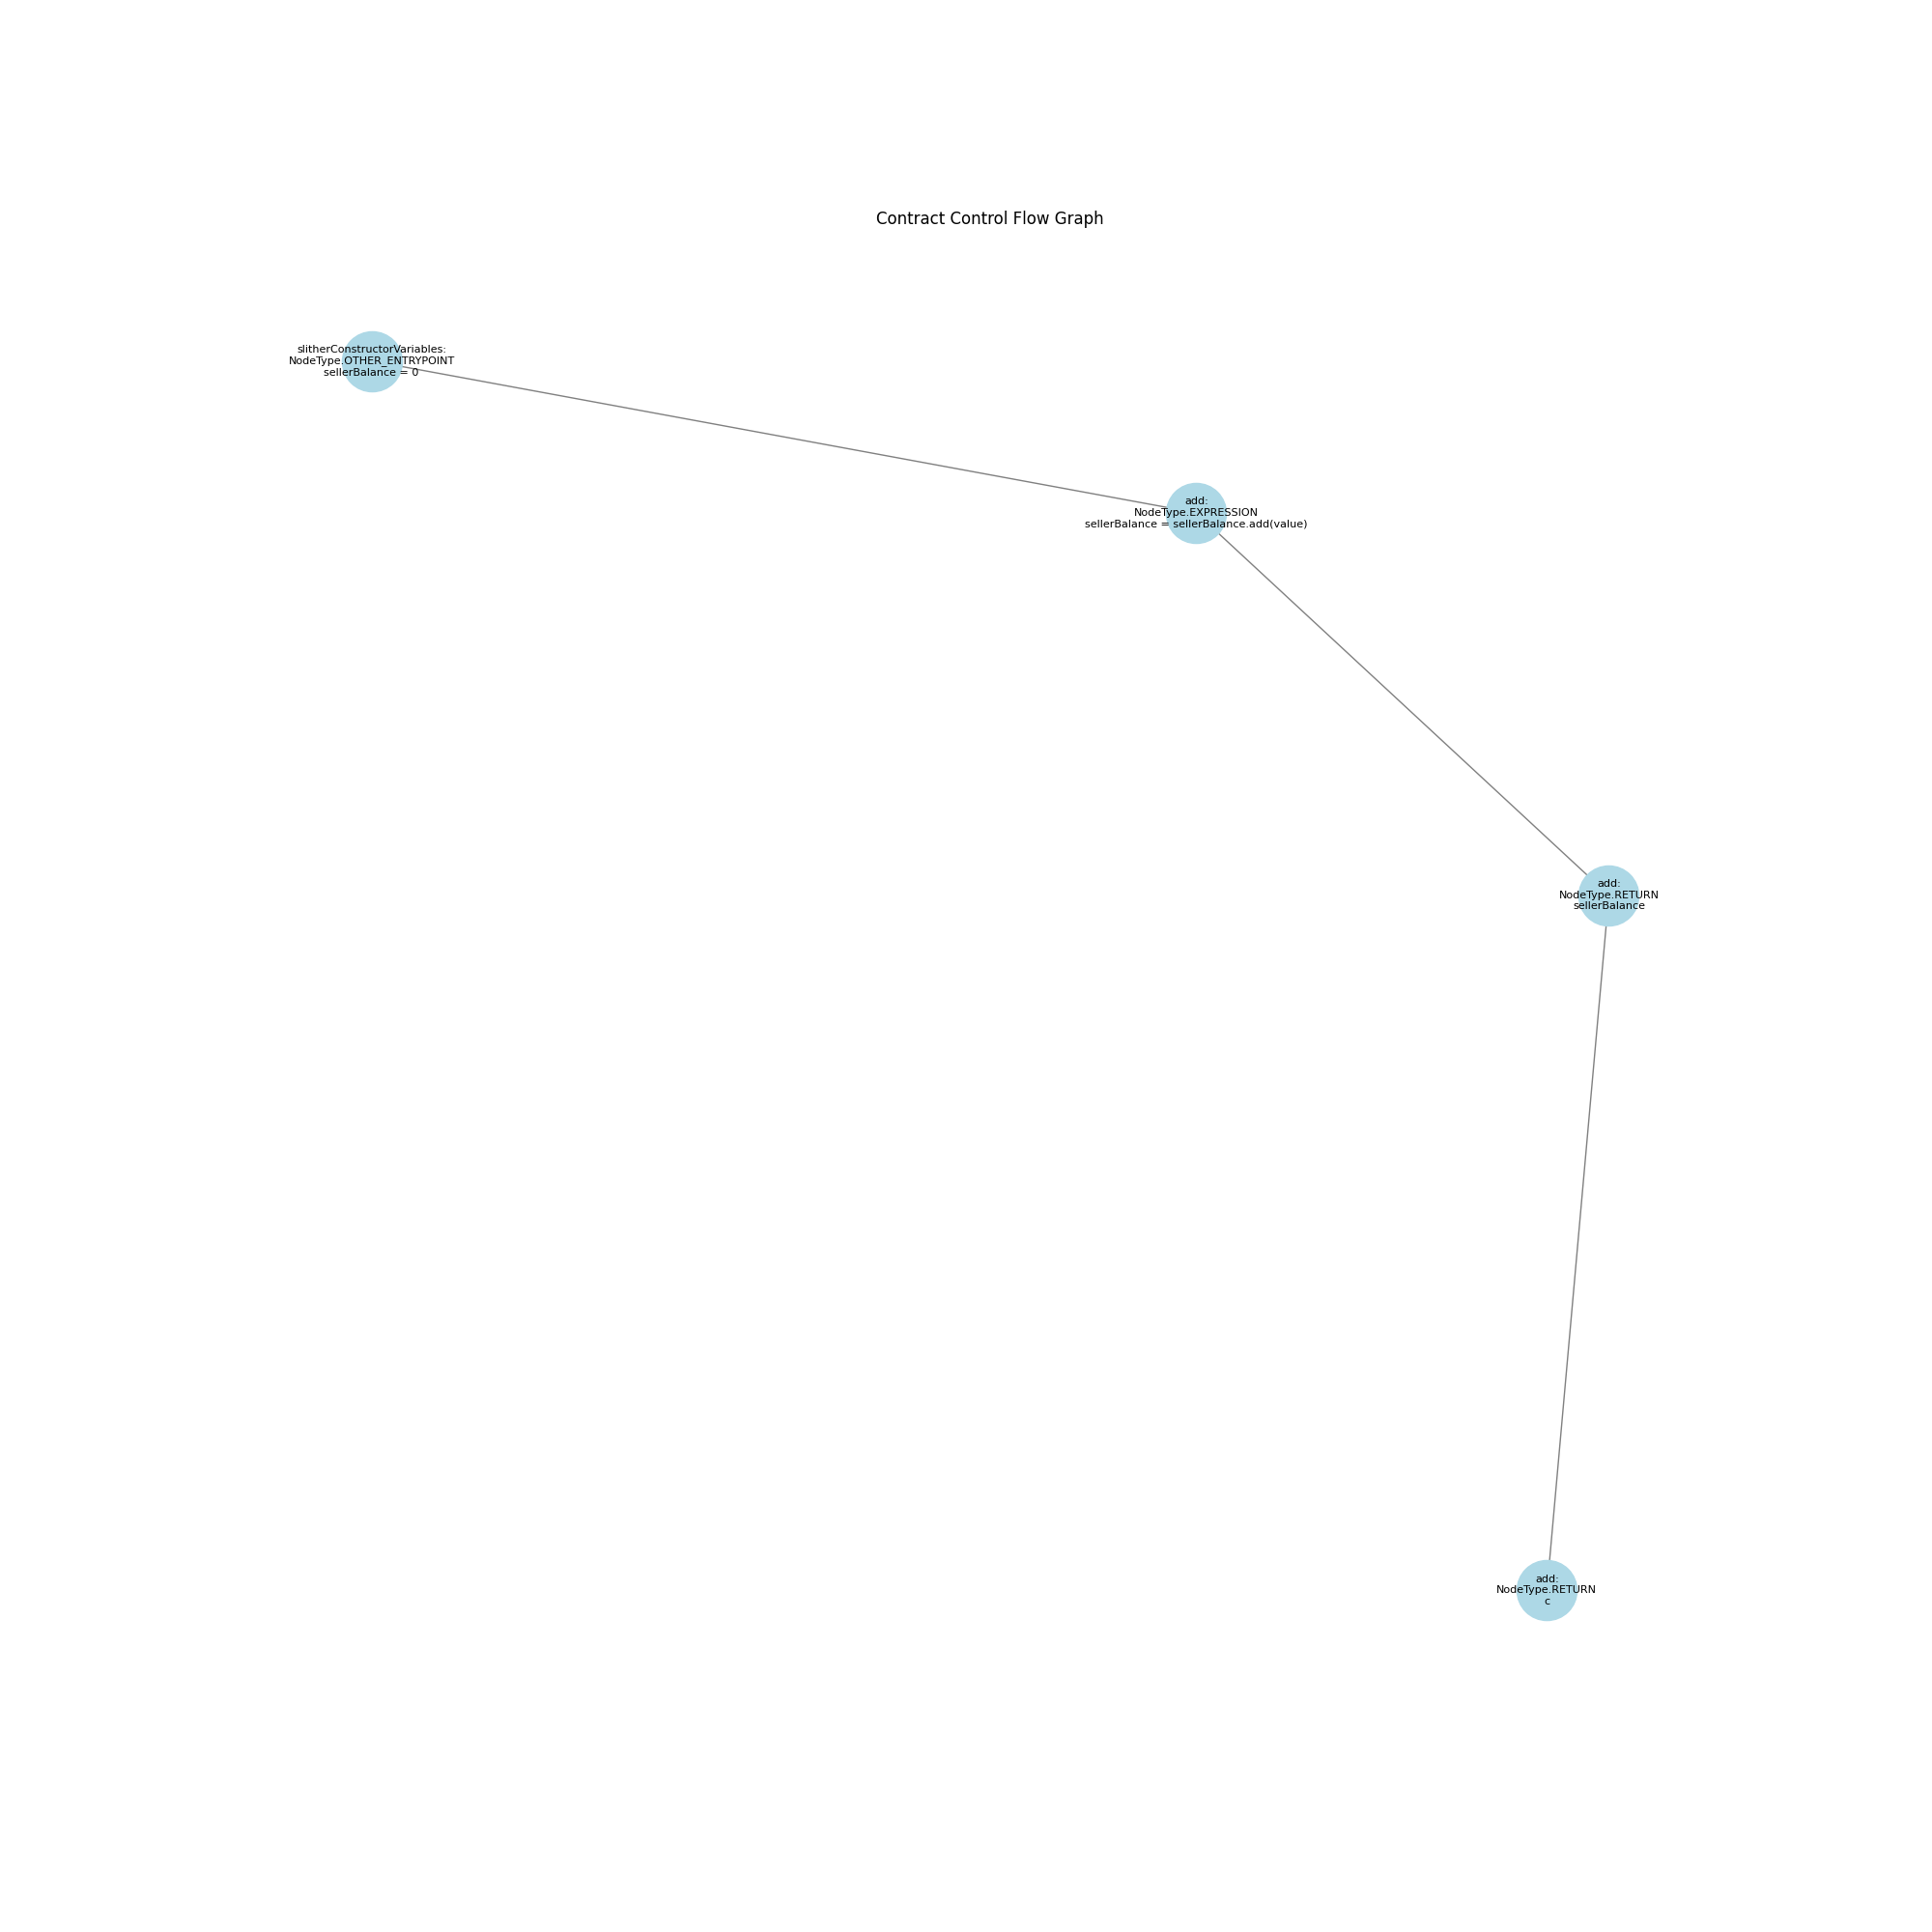 Contract Control Flow Graph
slitherConstructorVariables:
NodeType.OTHER_ENTRYPOINT
sellerBalance = 0
add:
NodeType.EXPRESSION
sellerBalance = sellerBalance.add(value)
add:
NodeType.RETURN
sellerBalance
add:
NodeType.RETURN
c